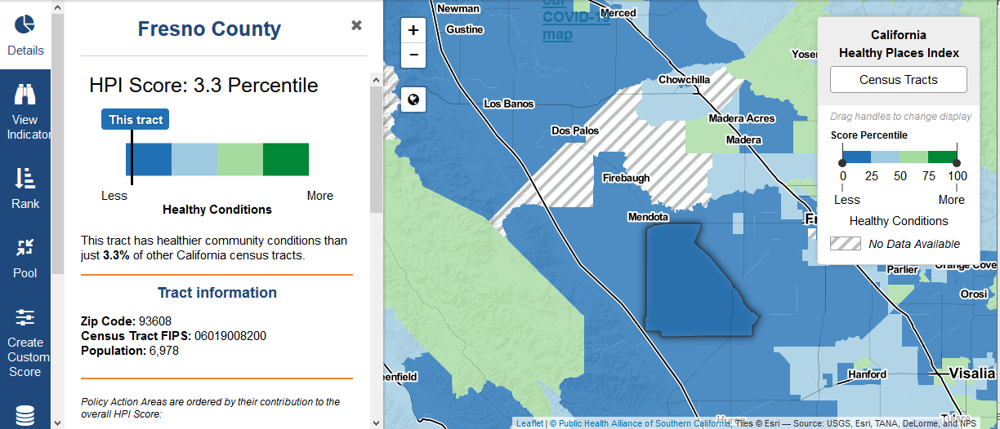 Details
View
Indicator
Rank
Pool
Create
Custom
Score
Fresno County
✖
HPI Score: 3.3 Percentile
This tract
Less
More
Healthy Conditions
This tract has healthier community conditions than
just 3.3% of other California census tracts.
Tract information
Zip Code: 93608
Census Tract FIPS: 06019008200
Population: 6,978
Policy Action Areas are ordered by their contribution to the
overall HPI Score:
+
−
our
COVID-19
map
Newman
Gustine
Merced
Chowchilla
Los Banos
Dos Palos
Madera Acres
Madera
Firebaugh
Mendota
Parlier
Orange Cove
Orosi
Hanford
Visalia
Tulare
California
Healthy Places Index
Census Tracts
Drag handles to change display
Score Percentile
0 25 50 75 100
Less
More
Healthy Conditions
No Data Available
Leaflet | © Public Health Alliance of Southern California, Tiles © Esri — Source: USGS, Esri, TANA, DeLorme, and NPS